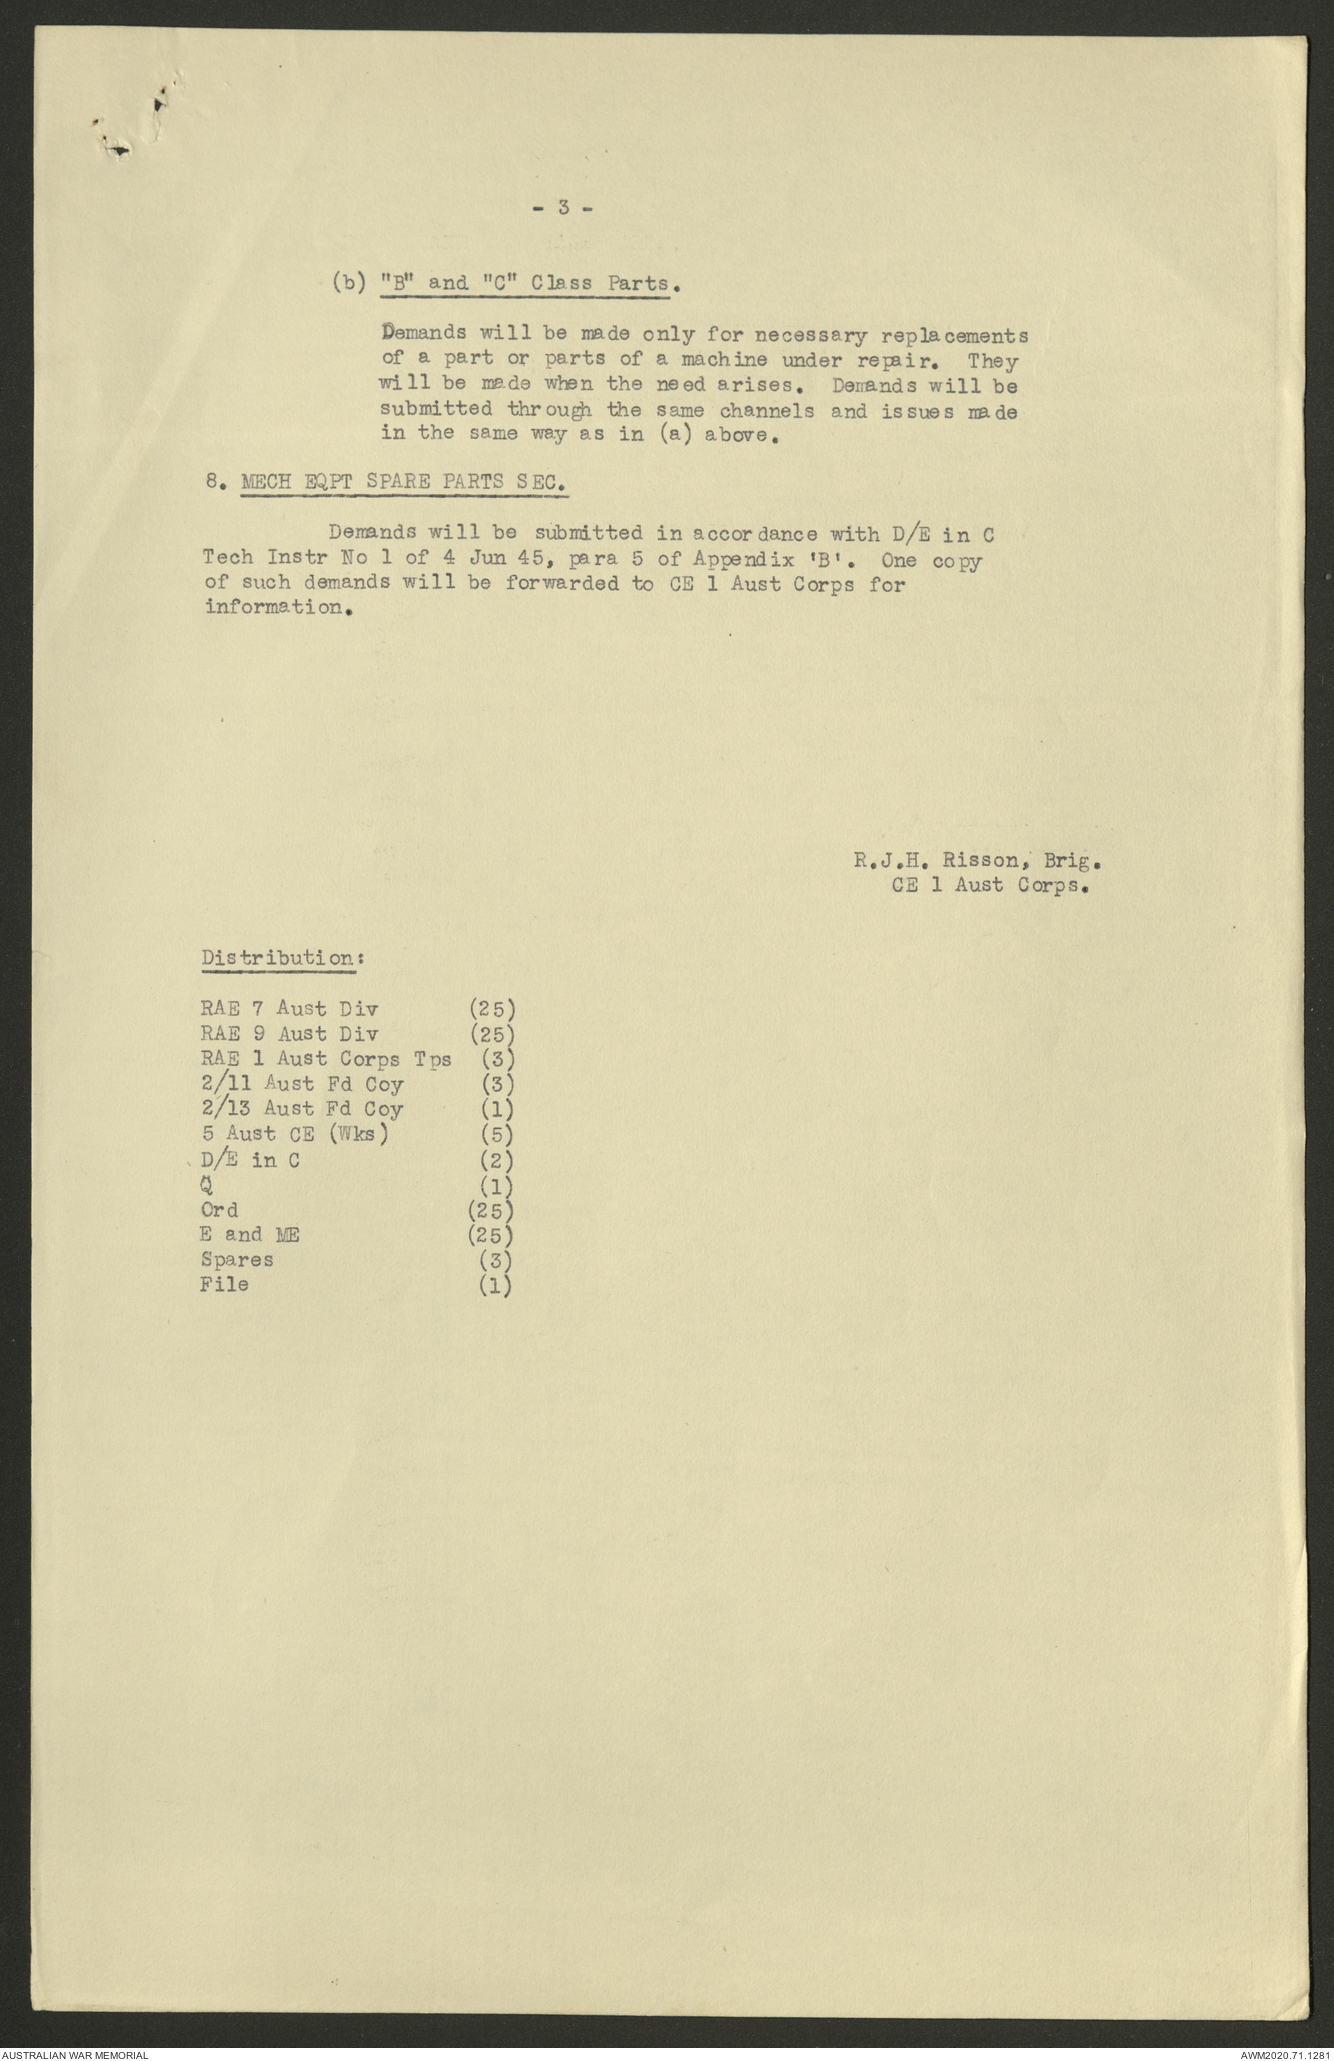 - 3 -
(b) "B" and "C" Class Parts.
Demands will be made only for necessary replacements
of a part or parts of a machine under repair. They
will be made when the need arises. Demands will be
submitted through the same channels and issues made
in the same way as in (a) above.
8. MECH EQPT SPARE PARTS SEC.
Demands will be submitted in accordance with D/E in C
Tech Instr No 1 of 4 Jun 45, para 5 of Appendix 'B'. One copy
of such demands will be forwarded to CE 1 Aust Corps for
information.
R.J.H. Risson, Brig.
CE 1 Aust Corps.
Distribution:
RAE 7 Aust Div (25)
RAE 9 Aust Div (25)
RAE 1 Aust Corps Tps (3)
2/11 Aust Fd Coy (3)
2/13 Aust Fd Coy (1)
5 Aust CE (Wks) (5)
D/E in C (2)
Q (1)
Ord (25)
E and ME (25)
Spares (3)
File (1)
AUSTRALIAN WAR MEMORIAL
AWM2020.71.1281